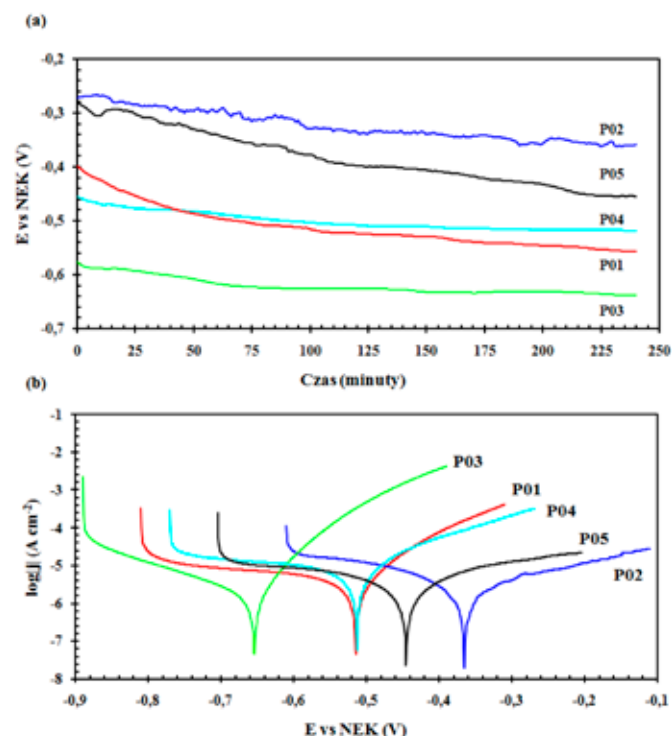 (a)
-0,2
-0,3
-0,4
-0,5
-0,6
-0,7
E vs NEK (V)
P02
P05
P04
P01
P03
0 25 50 75 100 125 150 175 200 225 250
Czas (minuty)
(b)
-1
-2
-3
-4
-5
-6
-7
-8
log|j| (A cm⁻²)
P03
P01
P04
P05
P02
-0,9 -0,8 -0,7 -0,6 -0,5 -0,4 -0,3 -0,2 -0,1
E vs NEK (V)